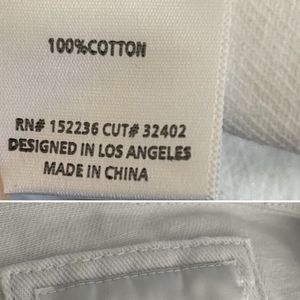 100%COTTON
RN# 152236 CUT# 32402
DESIGNED IN LOS ANGELES
MADE IN CHINA